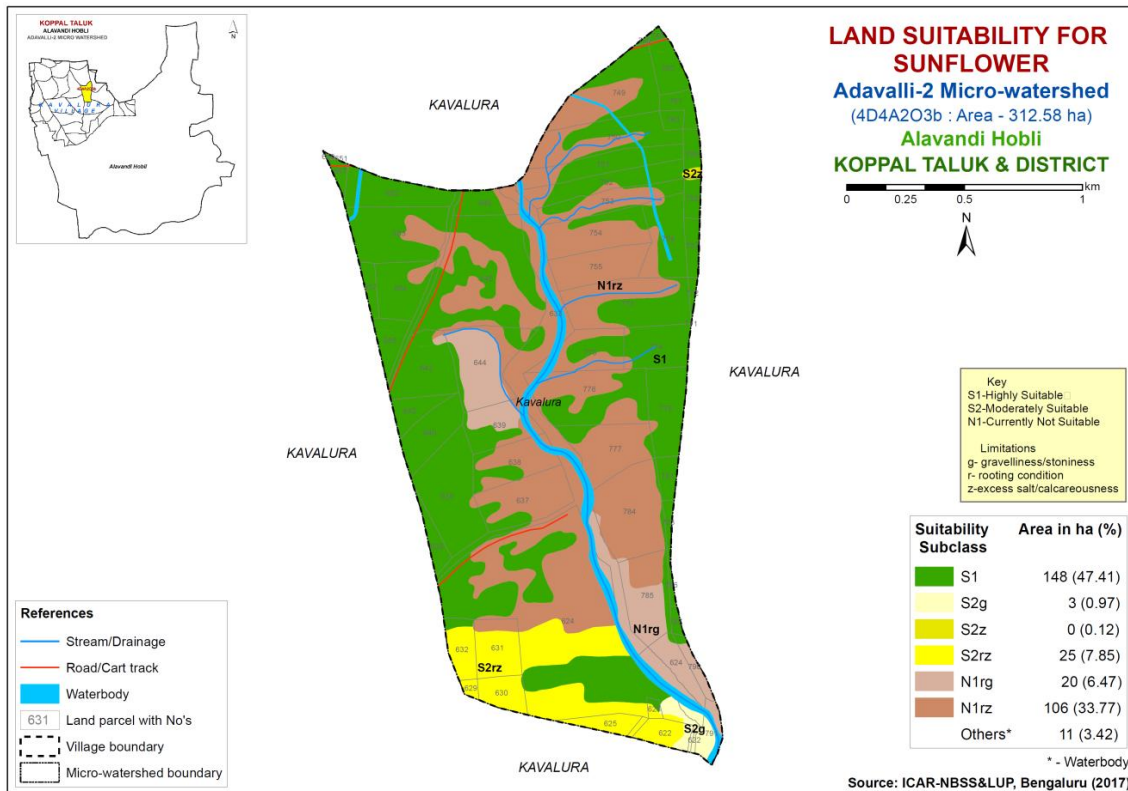 KOPPAL TALUK
ALAVANDI HOBLI
ADAVALLI-2 MICRO WATERSHED
N
KAVALURA
VILLAGE
Alavandi Hobli
LAND SUITABILITY FOR
SUNFLOWER
Adavalli-2 Micro-watershed
(4D4A2O3b : Area - 312.58 ha)
Alavandi Hobli
KOPPAL TALUK & DISTRICT
km
0 0.25 0.5 1
N
KAVALURA
KAVALURA
KAVALURA
KAVALURA
749
S2z
754
755
N1rz
S1
644
778
Kavalura
639
638
777
637
784
785
N1rg
624
624
632
631
S2rz
629
630
625
622
S2g
622
Key
S1-Highly Suitable
S2-Moderately Suitable
N1-Currently Not Suitable
Limitations
g- gravelliness/stoniness
r- rooting condition
z-excess salt/calcareousness
Suitability Subclass Area in ha (%)
S1 148 (47.41)
S2g 3 (0.97)
S2z 0 (0.12)
S2rz 25 (7.85)
N1rg 20 (6.47)
N1rz 106 (33.77)
Others* 11 (3.42)
* - Waterbody
References
Stream/Drainage
Road/Cart track
Waterbody
631 Land parcel with No's
Village boundary
Micro-watershed boundary
Source: ICAR-NBSS&LUP, Bengaluru (2017)